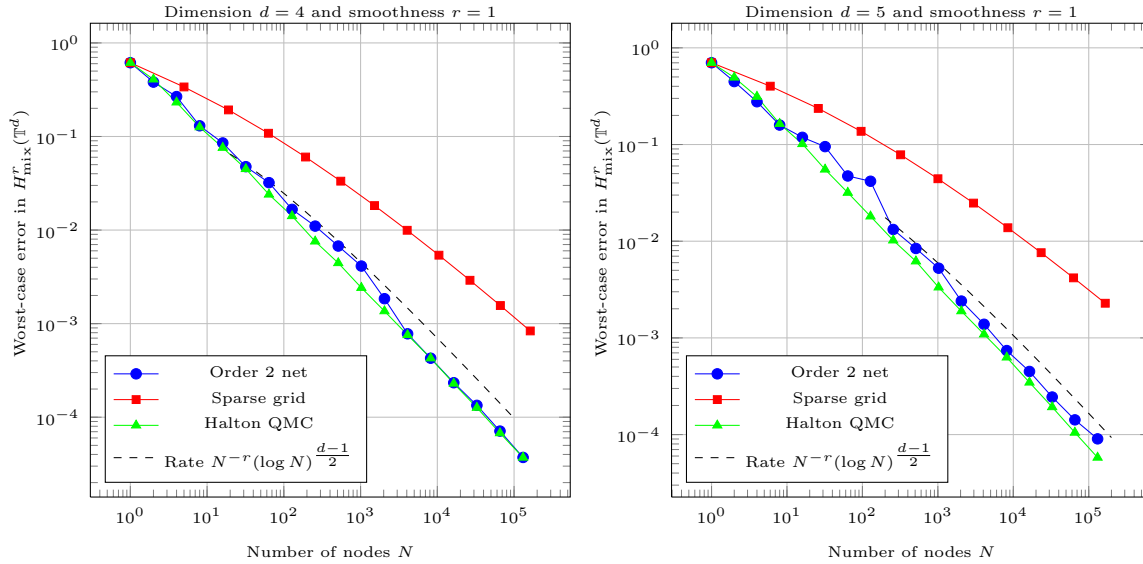 Dimension d = 4 and smoothness r = 1
Worst-case error in H^r_mix(𝕋^d)
10^0
10^−1
10^−2
10^−3
10^−4
Order 2 net
Sparse grid
Halton QMC
Rate N^−r(log N)^(d−1)/2
10^0 10^1 10^2 10^3 10^4 10^5
Number of nodes N
Dimension d = 5 and smoothness r = 1
Worst-case error in H^r_mix(𝕋^d)
10^0
10^−1
10^−2
10^−3
10^−4
Order 2 net
Sparse grid
Halton QMC
Rate N^−r(log N)^(d−1)/2
10^0 10^1 10^2 10^3 10^4 10^5
Number of nodes N